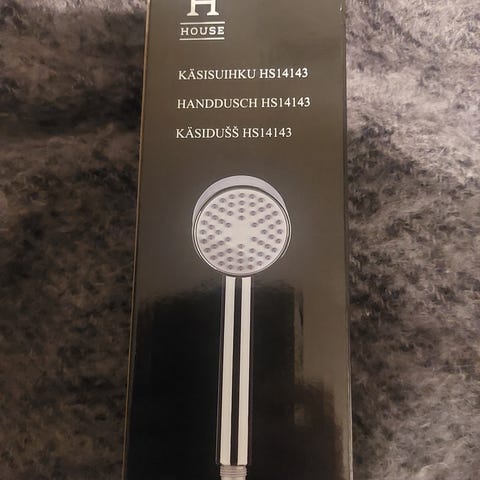 H
HOUSE
KÄSISUIHKU HS14143
HANDDUSCH HS14143
KÄSIDUŠŠ HS14143